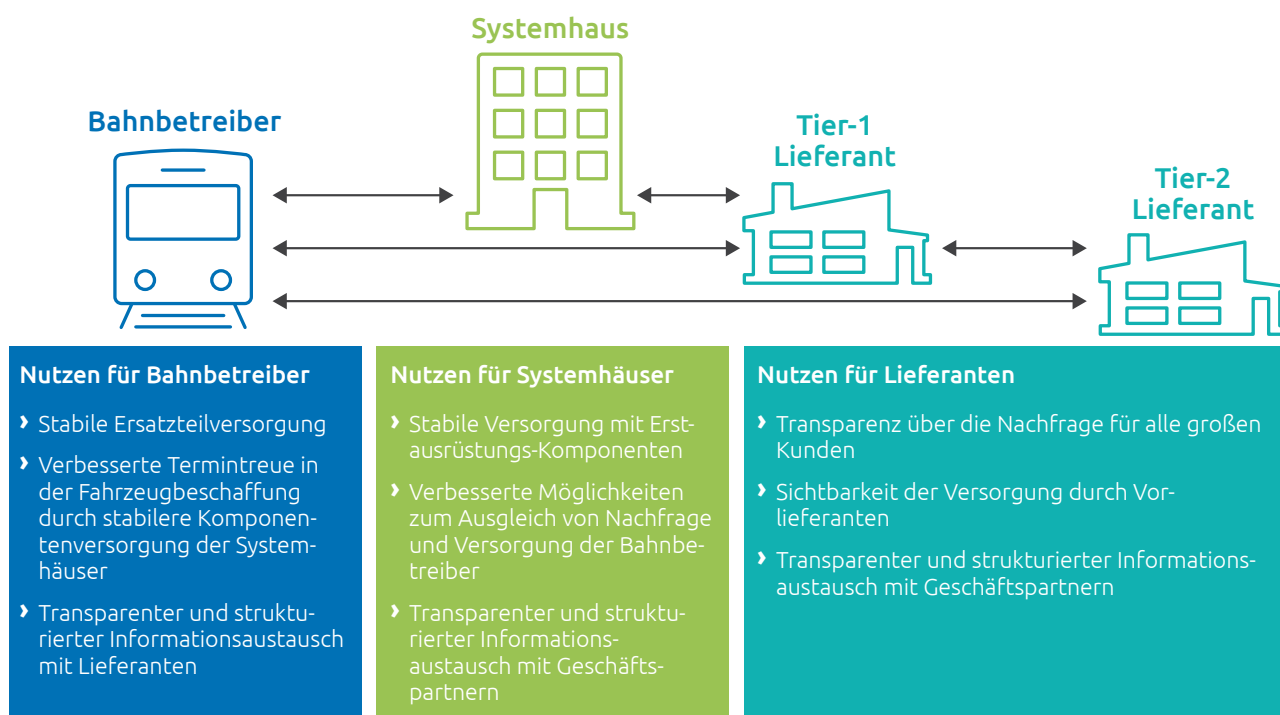 Systemhaus
Bahnbetreiber
Tier-1
Lieferant
Tier-2
Lieferant
Nutzen für Bahnbetreiber
› Stabile Ersatzteilversorgung
› Verbesserte Termintreue in
der Fahrzeugbeschaffung
durch stabilere Komponen-
tenversorgung der System-
häuser
› Transparenter und struktu-
rierter Informationsaustausch
mit Lieferanten
Nutzen für Systemhäuser
› Stabile Versorgung mit Erst-
ausrüstungs-Komponenten
› Verbesserte Möglichkeiten
zum Ausgleich von Nachfrage
und Versorgung der Bahnbe-
treiber
› Transparenter und struktu-
rierter Informations-
austausch mit Geschäfts-
partnern
Nutzen für Lieferanten
› Transparenz über die Nachfrage für alle großen
Kunden
› Sichtbarkeit der Versorgung durch Vor-
lieferanten
› Transparenter und strukturierter Informations-
austausch mit Geschäftspartnern